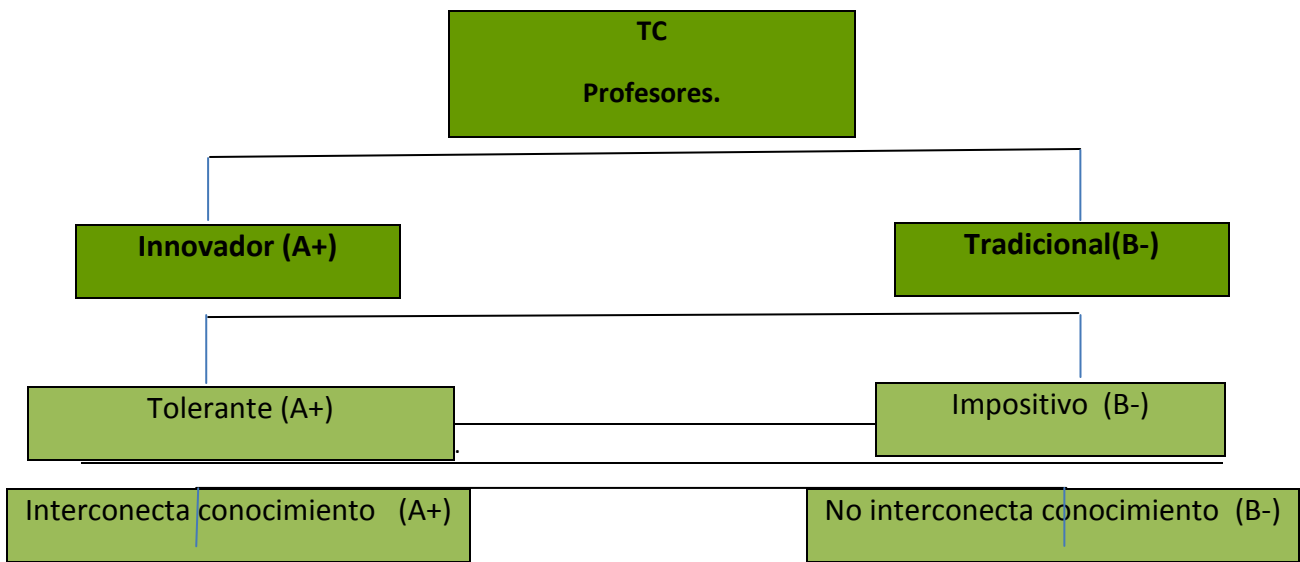 TC
Profesores.
Innovador (A+)
Tradicional(B-)
Tolerante (A+)
Impositivo  (B-)
.
Interconecta conocimiento   (A+)
No interconecta conocimiento  (B-)